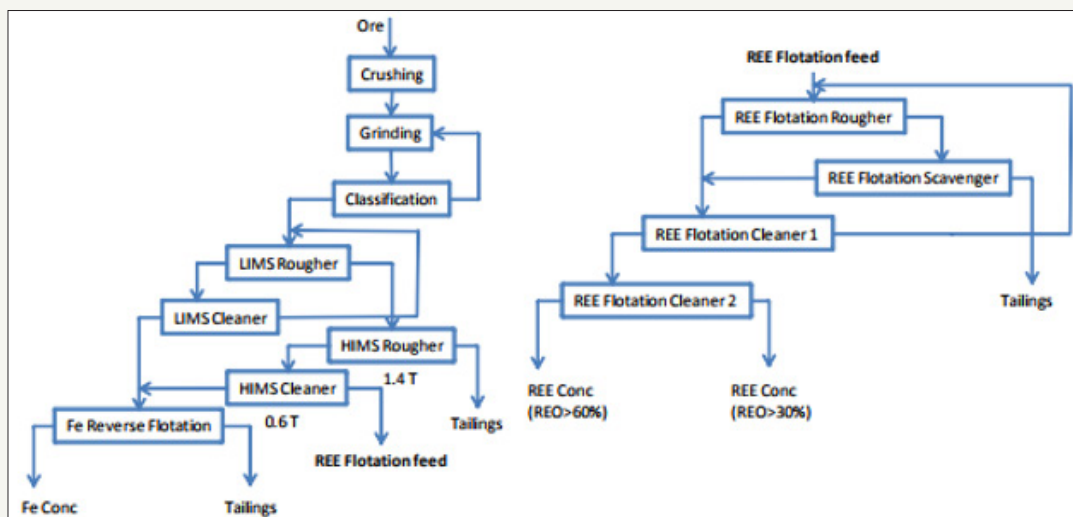 Ore
Crushing
Grinding
Classification
LIMS Rougher
LIMS Cleaner
HIMS Rougher
1.4 T
HIMS Cleaner
0.6 T
Tailings
Fe Reverse Flotation
REE Flotation feed
Fe Conc
Tailings
REE Flotation feed
REE Flotation Rougher
REE Flotation Scavenger
REE Flotation Cleaner 1
REE Flotation Cleaner 2
Tailings
REE Conc
(REO>60%)
REE Conc
(REO>30%)